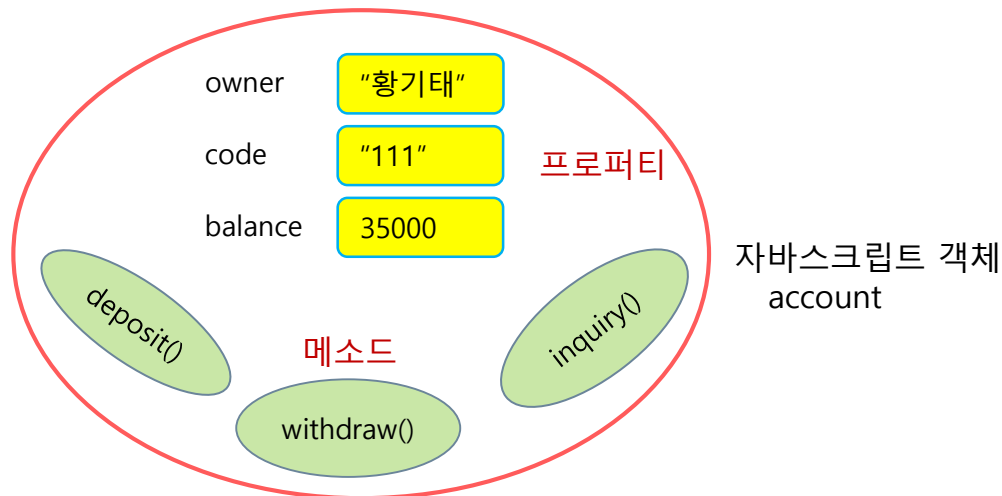 owner "황기태"
code "111"
프로퍼티
balance 35000
자바스크립트 객체
account
deposit()
inquiry()
메소드
withdraw()